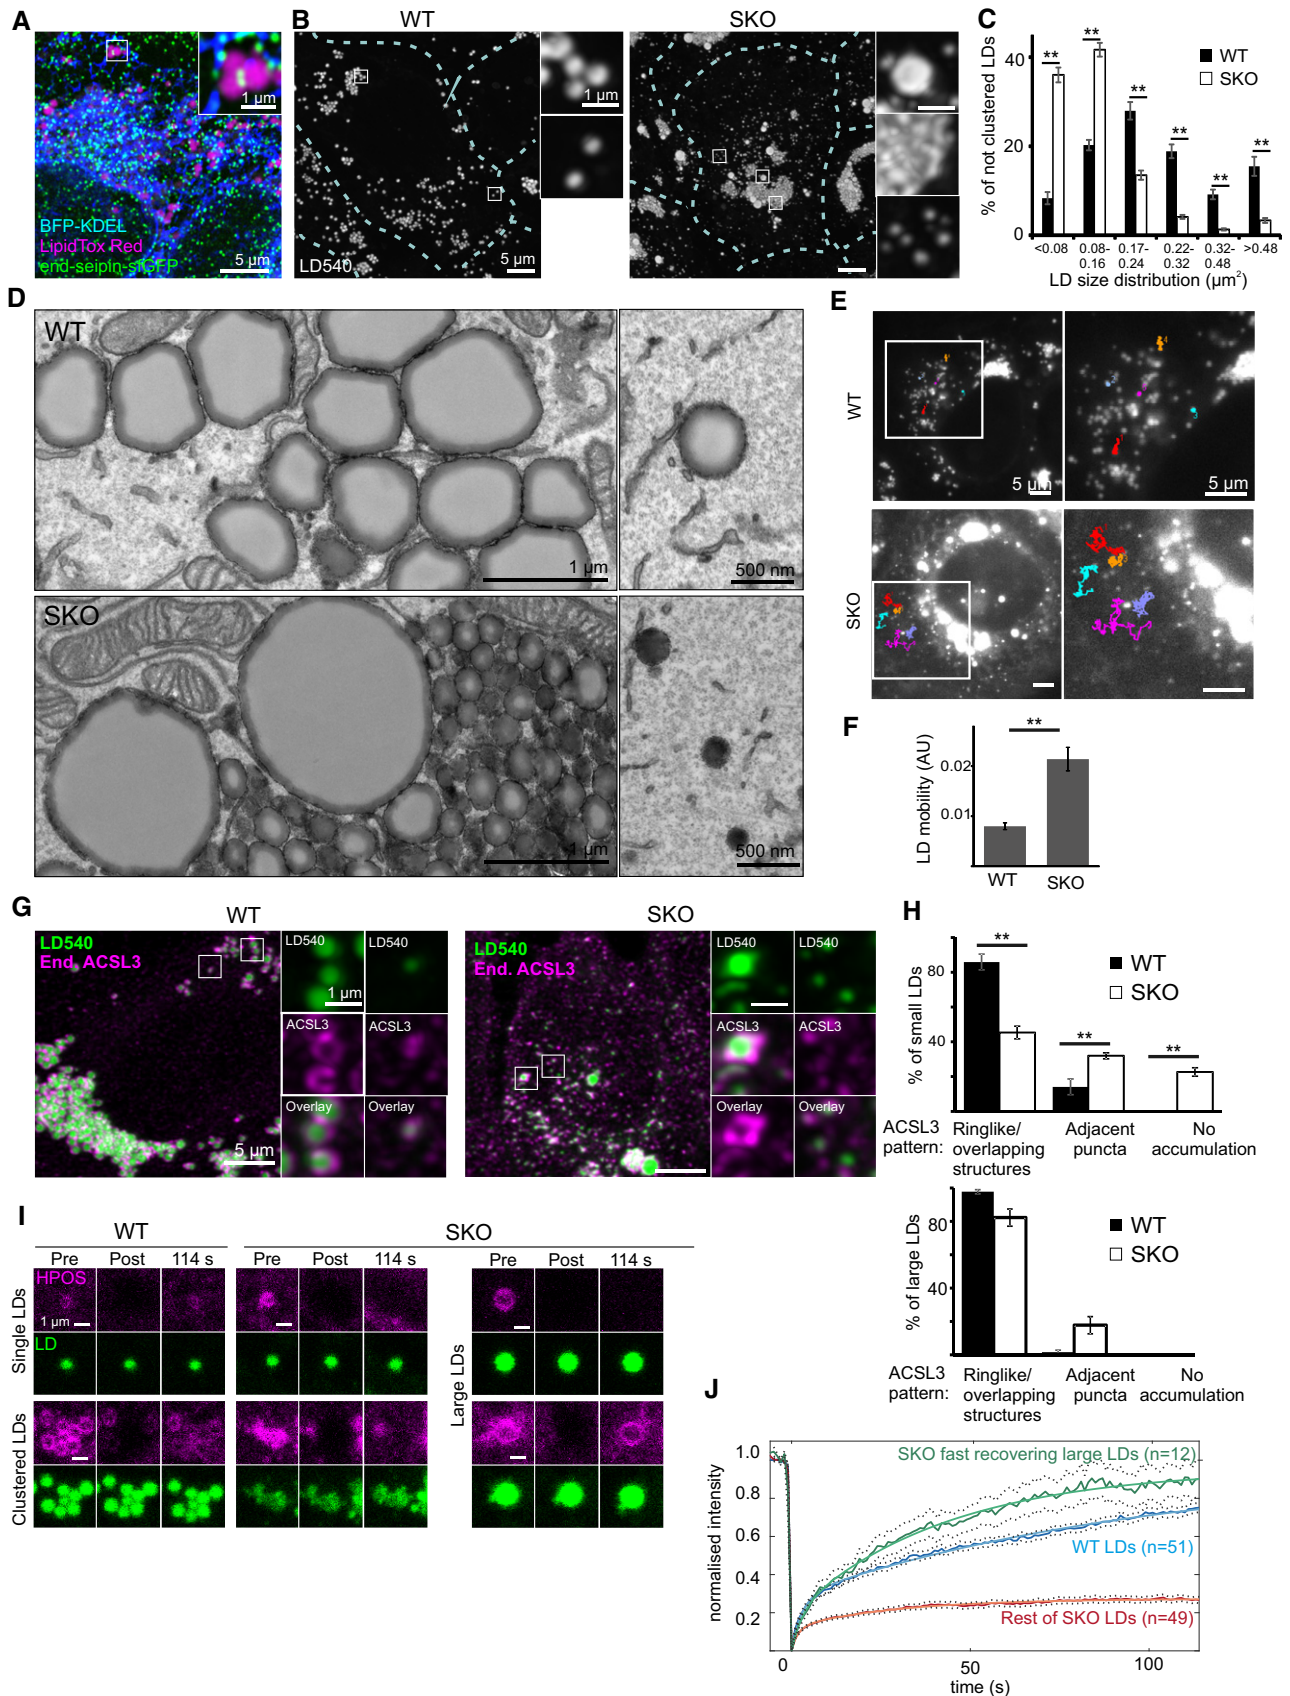 A
BFP-KDEL
LipidTox Red
end-seipin-sfGFP
1 µm
5 µm
B
WT
SKO
LD540
5 µm
1 µm
C
% of not clustered LDs
40
20
0
WT
SKO
** ** ** ** ** **
<0.08 0.08-0.16 0.17-0.24 0.22-0.32 0.32-0.48 >0.48
LD size distribution (µm²)
D
WT
1 µm
500 nm
SKO
1 µm
500 nm
E
WT
5 µm
5 µm
SKO
F
LD mobility (AU)
0.02
0.01
**
WT SKO
G
WT
SKO
LD540
End. ACSL3
5 µm
LD540 LD540
1 µm
ACSL3 ACSL3
Overlay Overlay
LD540
End. ACSL3
LD540 LD540
ACSL3 ACSL3
Overlay Overlay
H
% of small LDs
80
40
** ** **
WT
SKO
ACSL3 pattern:
Ringlike/ overlapping structures
Adjacent puncta
No accumulation
% of large LDs
80
40
WT
SKO
ACSL3 pattern:
Ringlike/ overlapping structures
Adjacent puncta
No accumulation
I
WT
SKO
Pre Post 114 s Pre Post 114 s Pre Post 114 s
Single LDs
HPOS
1 µm
LD
Clustered LDs
Large LDs
J
normalised intensity
1.0
0.8
0.6
0.4
0.2
SKO fast recovering large LDs (n=12)
WT LDs (n=51)
Rest of SKO LDs (n=49)
0 50 100
time (s)